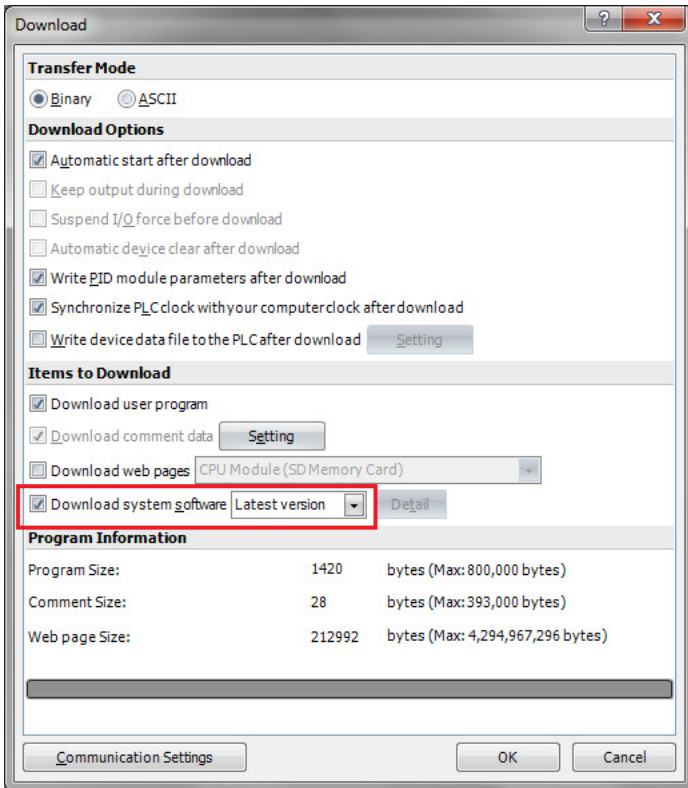 Download
Transfer Mode
Binary ASCII
Download Options
Automatic start after download
Keep output during download
Suspend I/O force before download
Automatic device clear after download
Write PID module parameters after download
Synchronize PLC clock with your computer clock after download
Write device data file to the PLC after download Setting
Items to Download
Download user program
Download comment data Setting
Download web pages CPU Module (SD Memory Card)
Download system software Latest version Detail
Program Information
Program Size: 1420 bytes (Max: 800,000 bytes)
Comment Size: 28 bytes (Max: 393,000 bytes)
Web page Size: 212992 bytes (Max: 4,294,967,296 bytes)
Communication Settings OK Cancel